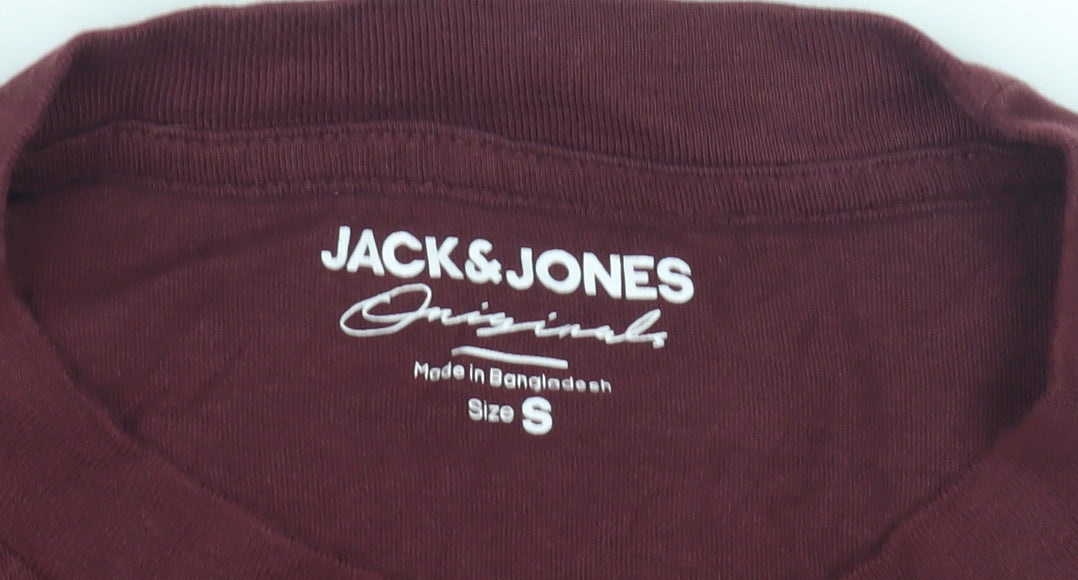 JACK&JONES
Originals
Made in Bangladesh
Size S